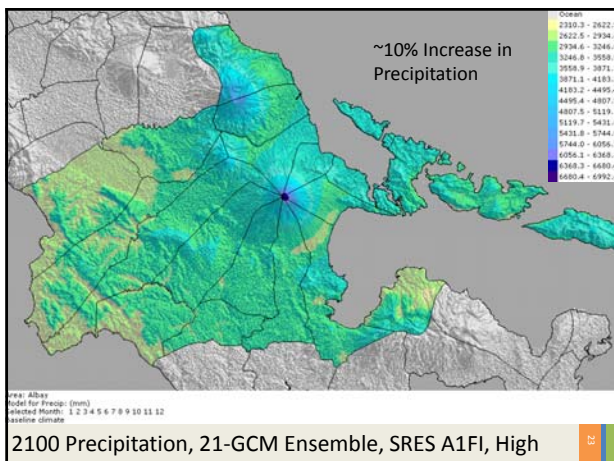 ~10% Increase in
Precipitation
Ocean
2310.3 - 2622.
2622.5 - 2934.
2934.6 - 3246.
3246.8 - 3558.
3558.9 - 3871.
3871.1 - 4183.
4183.2 - 4495.
4495.4 - 4807.
4807.5 - 5119.
5119.7 - 5431.
5431.8 - 5744.
5744.0 - 6056.
6056.1 - 6368.
6368.3 - 6680.
6680.4 - 6992.
Area: Albay
Model for Precip: (mm)
Selected Month: 1 2 3 4 5 6 7 8 9 10 11 12
Baseline climate
2100 Precipitation, 21-GCM Ensemble, SRES A1FI, High
23